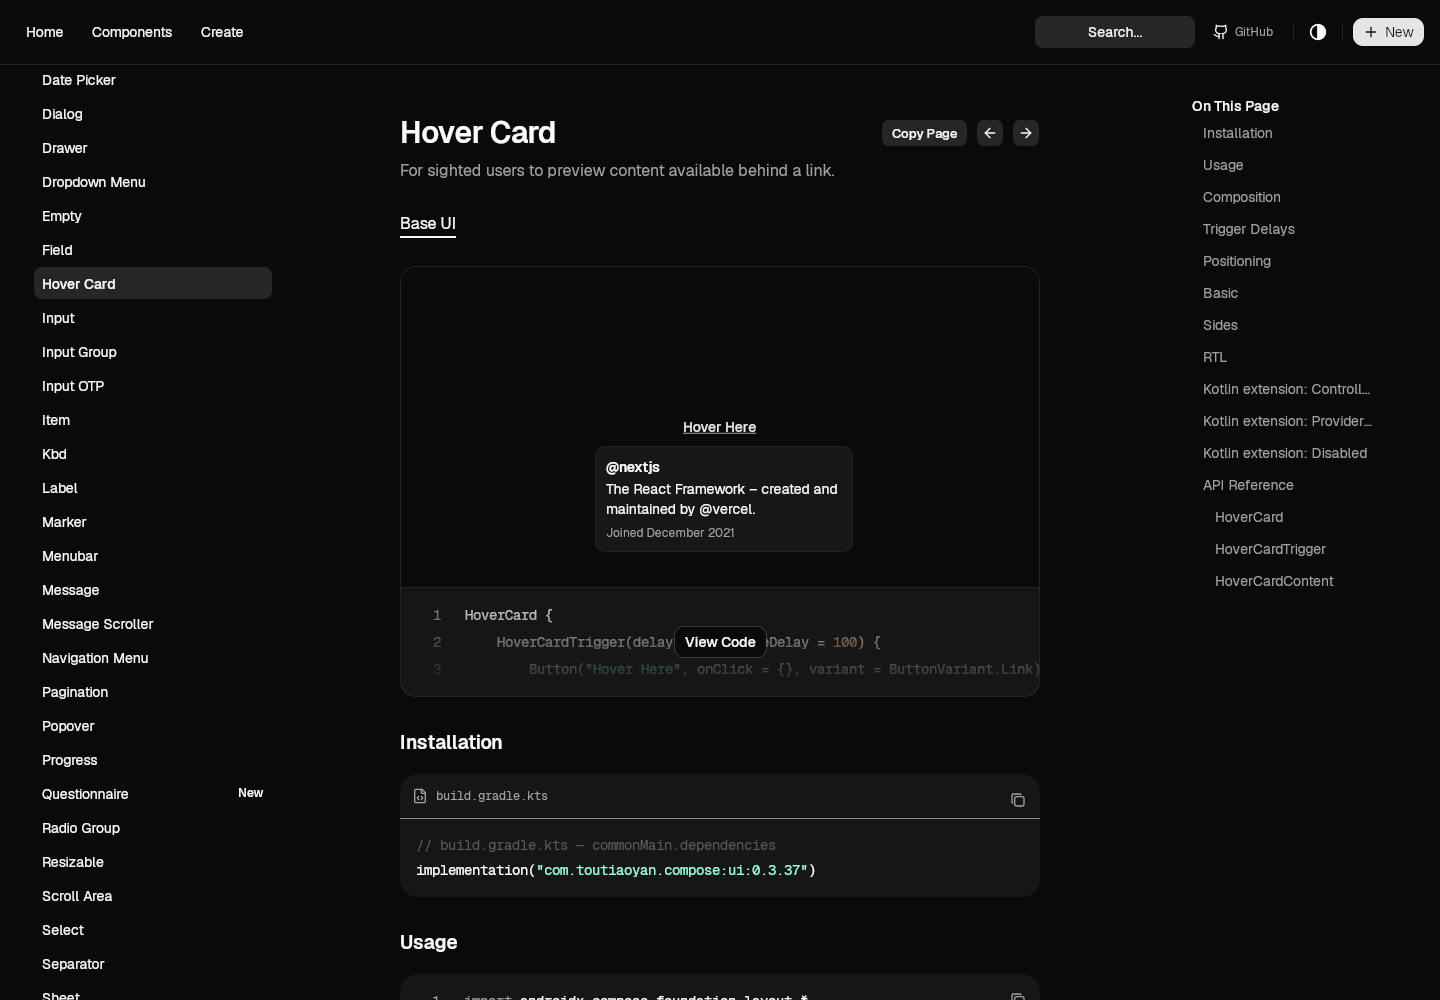 Home
Components
Create
Search...
GitHub
New
Date Picker
Dialog
Drawer
Dropdown Menu
Empty
Field
Hover Card
Input
Input Group
Input OTP
Item
Kbd
Label
Marker
Menubar
Message
Message Scroller
Navigation Menu
Pagination
Popover
Progress
Questionnaire New
Radio Group
Resizable
Scroll Area
Select
Separator
Sheet
Hover Card
Copy Page
For sighted users to preview content available behind a link.
Base UI
Hover Here
@nextjs
The React Framework – created and
maintained by @vercel.
Joined December 2021
1 HoverCard {
2 HoverCardTrigger(delay eDelay = 100) {
View Code
3 Button("Hover Here", onClick = {}, variant = ButtonVariant.Link)
Installation
build.gradle.kts
// build.gradle.kts — commonMain.dependencies
implementation("com.toutiaoyan.compose:ui:0.3.37")
Usage
1 import androidx.compose.foundation.layout.*
On This Page
Installation
Usage
Composition
Trigger Delays
Positioning
Basic
Sides
RTL
Kotlin extension: Controll...
Kotlin extension: Provider...
Kotlin extension: Disabled
API Reference
HoverCard
HoverCardTrigger
HoverCardContent